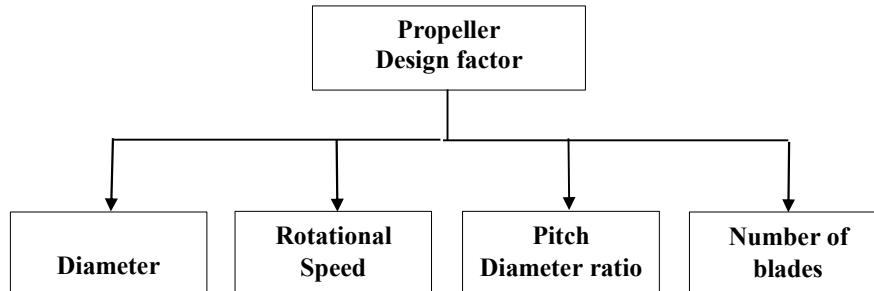 Propeller
Design factor
Diameter
Rotational
Speed
Pitch
Diameter ratio
Number of
blades